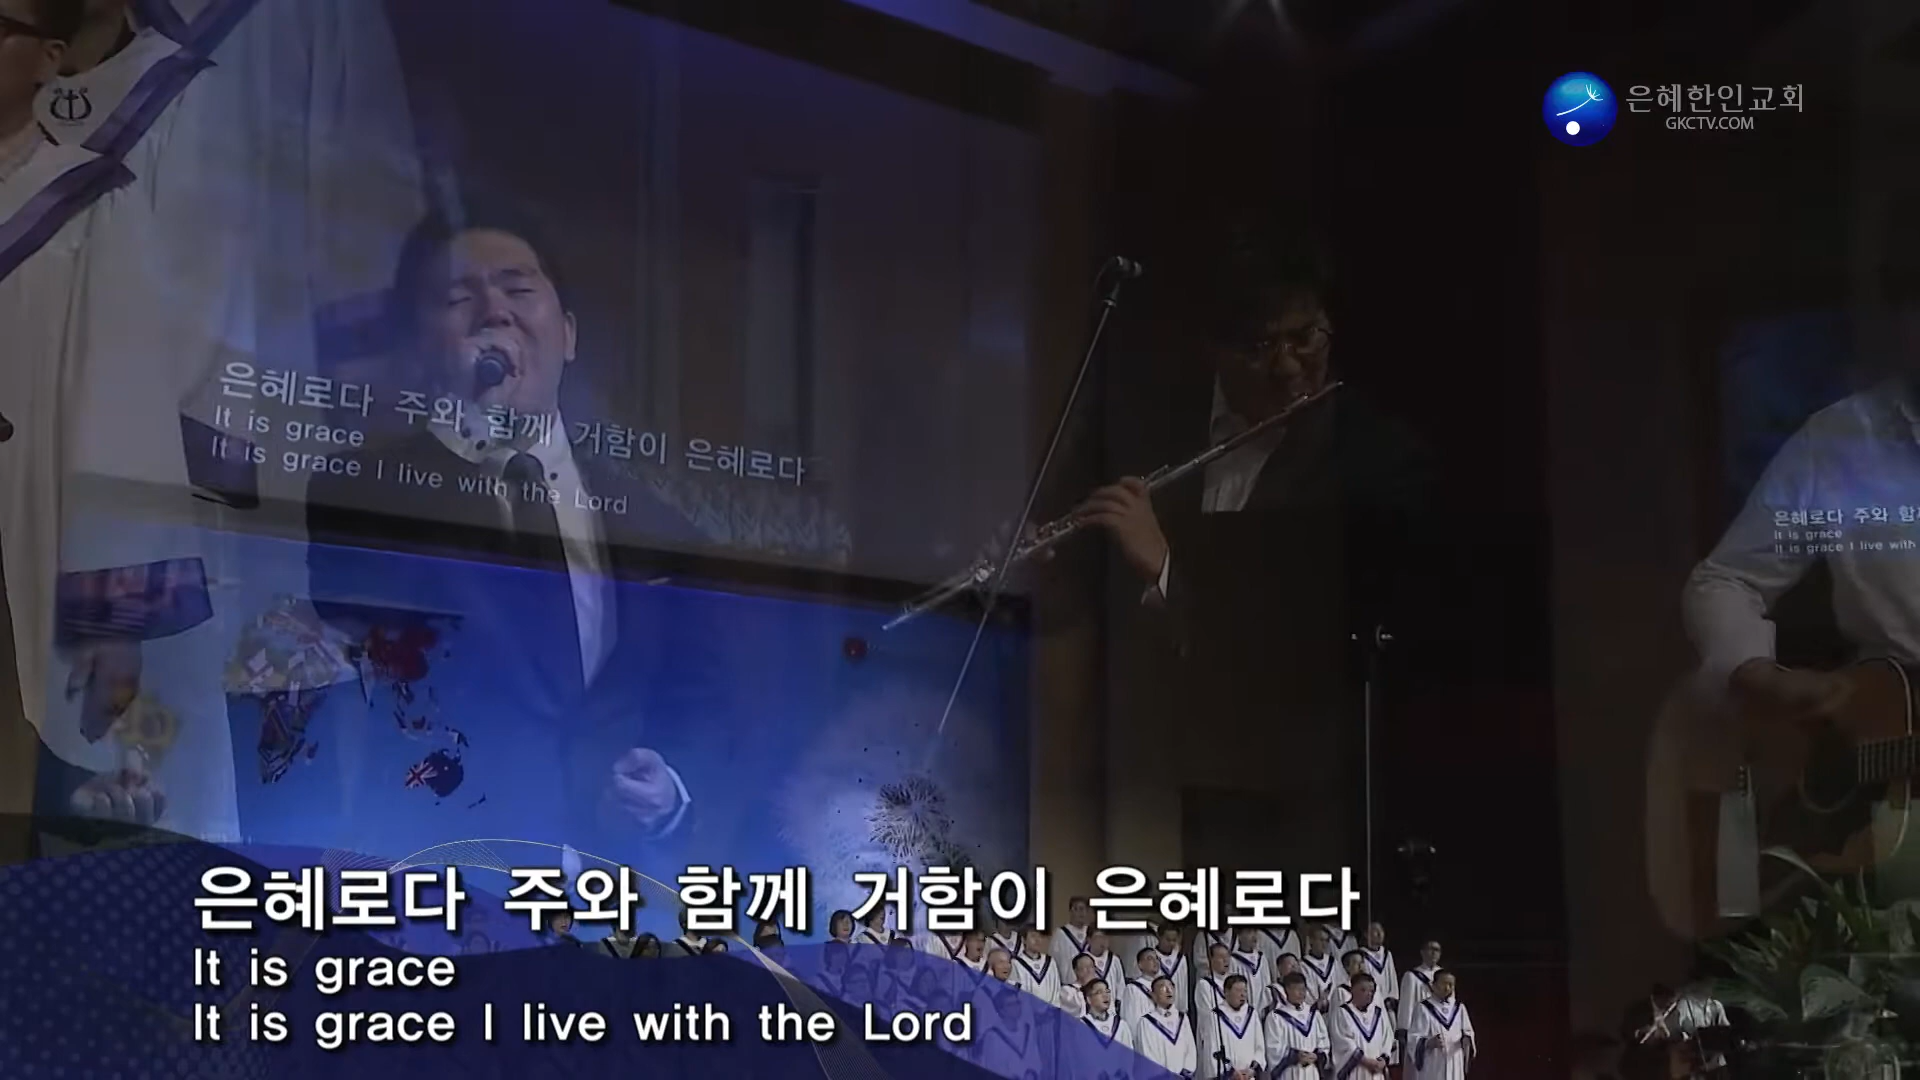 은혜한인교회
GKCTV.COM
은혜로다 주와 함께 거함이 은혜로다
It is grace
It is grace I live with the Lord
은혜로다 주와 함
It is grace
It is grace I live with
은혜로다 주와 함께 거함이 은혜로다
It is grace
It is grace I live with the Lord